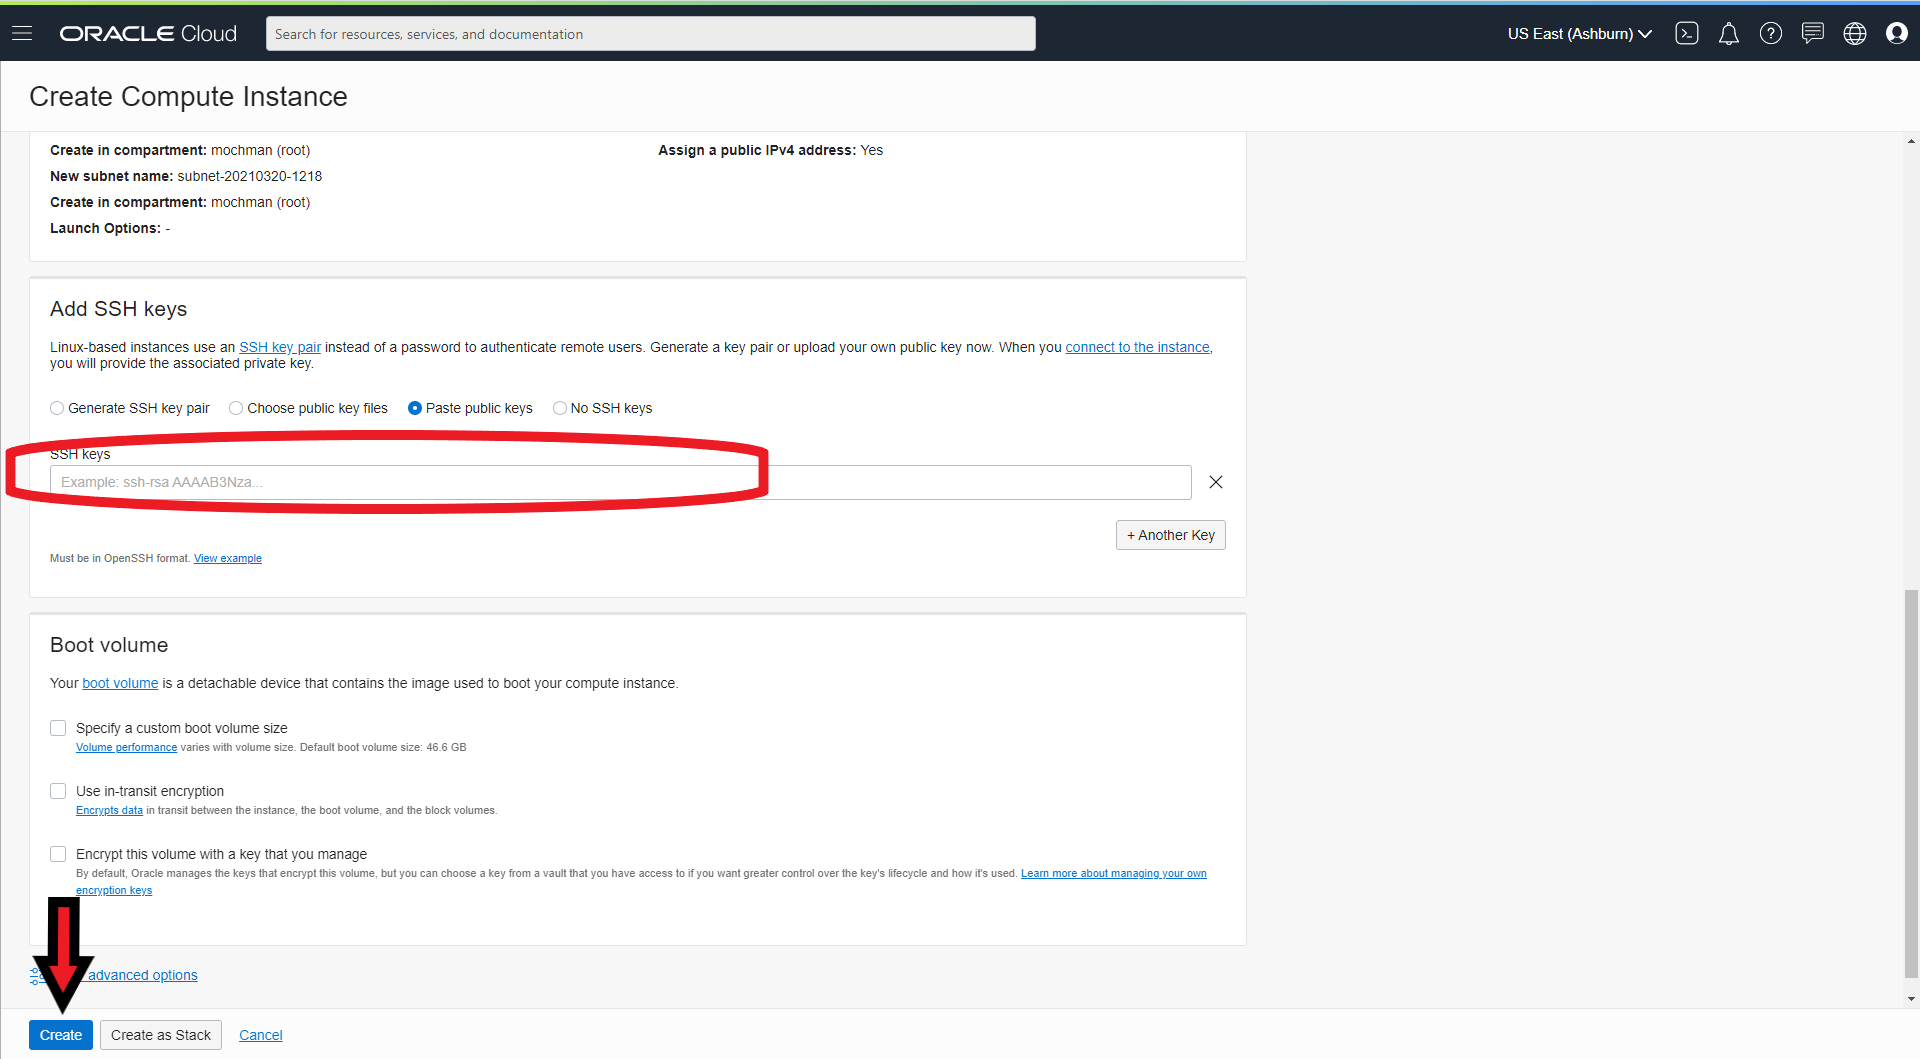 ORACLE Cloud
Search for resources, services, and documentation
US East (Ashburn)
Create Compute Instance
Create in compartment: mochman (root)
Assign a public IPv4 address: Yes
New subnet name: subnet-20210320-1218
Create in compartment: mochman (root)
Launch Options: -
Add SSH keys
Linux-based instances use an SSH key pair instead of a password to authenticate remote users. Generate a key pair or upload your own public key now. When you connect to the instance,
you will provide the associated private key.
Generate SSH key pair
Choose public key files
Paste public keys
No SSH keys
SSH keys
Example: ssh-rsa AAAAB3Nza...
+ Another Key
Must be in OpenSSH format. View example
Boot volume
Your boot volume is a detachable device that contains the image used to boot your compute instance.
Specify a custom boot volume size
Volume performance varies with volume size. Default boot volume size: 46.6 GB
Use in-transit encryption
Encrypts data in transit between the instance, the boot volume, and the block volumes.
Encrypt this volume with a key that you manage
By default, Oracle manages the keys that encrypt this volume, but you can choose a key from a vault that you have access to if you want greater control over the key's lifecycle and how it's used. Learn more about managing your own
encryption keys
advanced options
Create
Create as Stack
Cancel